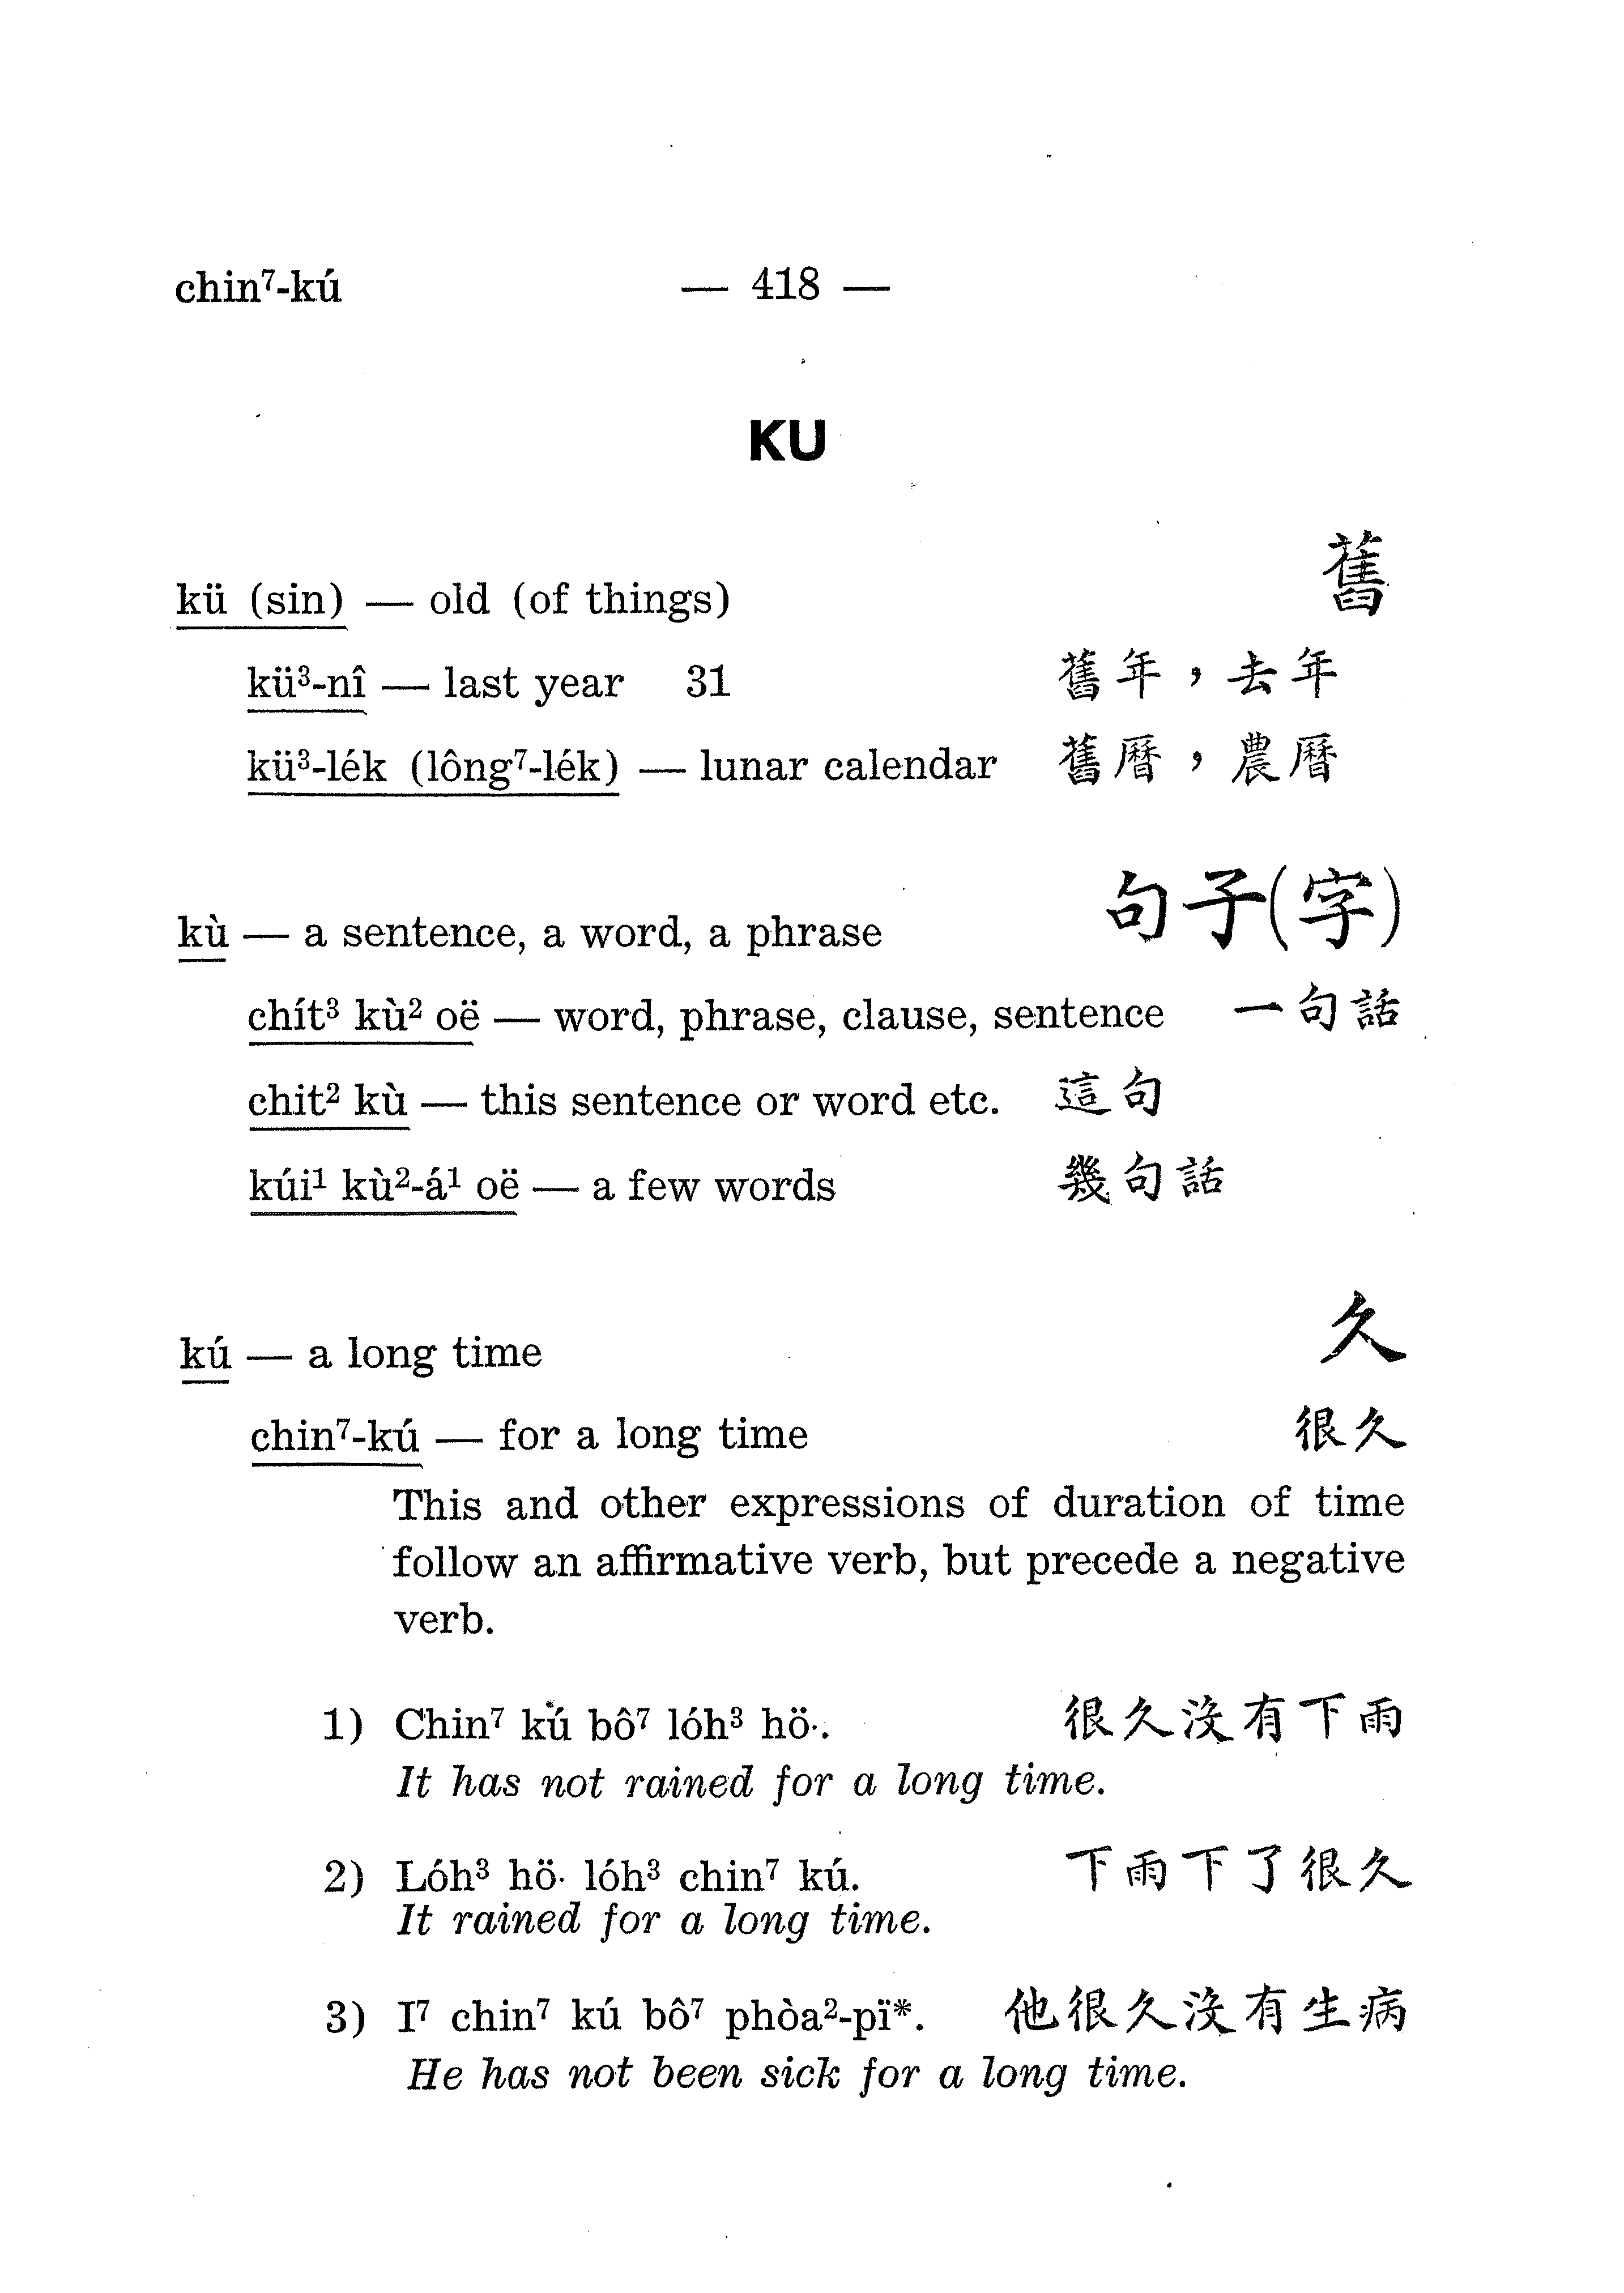 chin⁷-kú — 418 —
KU
kü (sin) — old (of things) 舊
kü³-nî — last year 31 舊年，去年
kü³-lék (lông⁷-lék) — lunar calendar 舊曆，農曆
kù — a sentence, a word, a phrase 句子(字)
chít³ kù² oë — word, phrase, clause, sentence 一句話
chit² kù — this sentence or word etc. 這句
kúi¹ kù²-á¹ oë — a few words 幾句話
kú — a long time 久
chin⁷-kú — for a long time 很久
This and other expressions of duration of time
follow an affirmative verb, but precede a negative
verb.
1) Chin⁷ kú bô⁷ lóh³ hö·. 很久沒有下雨
It has not rained for a long time.
2) Lóh³ hö· lóh³ chin⁷ kú. 下雨下了很久
It rained for a long time.
3) I⁷ chin⁷ kú bô⁷ phòa²-pï*. 他很久沒有生病
He has not been sick for a long time.